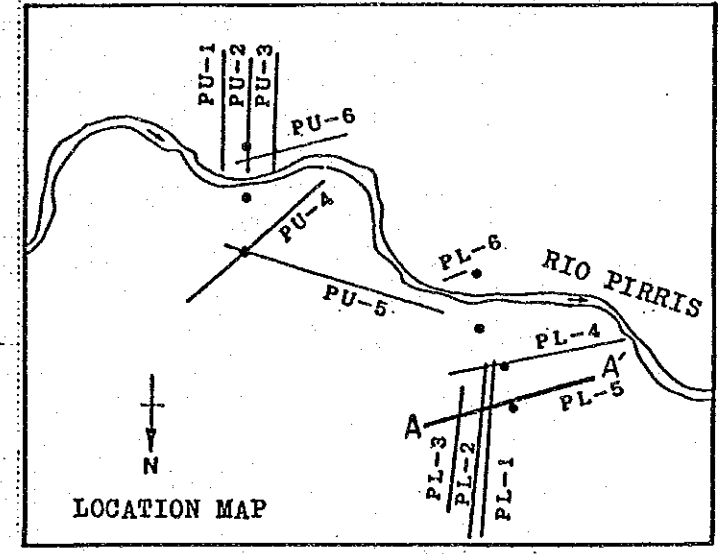 PU-1
PU-2
PU-3
PU-6
PU-4
PU-5
PL-6
RIO PIRRIS
PL-4
A'
PL-5
A
PL-3
PL-2
PL-1
N
LOCATION MAP